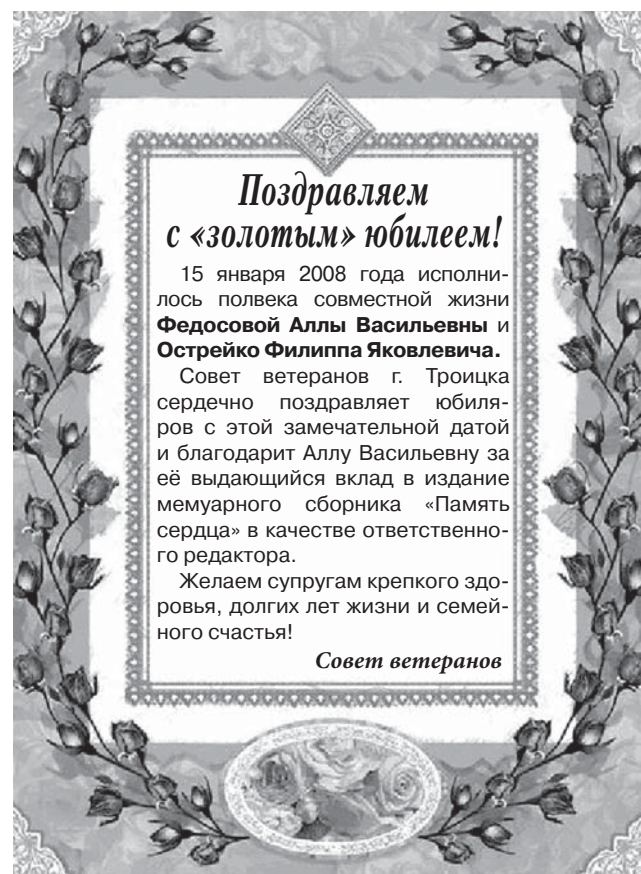 Поздравляем
с «золотым» юбилеем!
15 января 2008 года исполни-
лось полвека совместной жизни
Федосовой Аллы Васильевны и
Острейко Филиппа Яковлевича.
Совет ветеранов г. Троицка
сердечно поздравляет юбиля-
ров с этой замечательной датой
и благодарит Аллу Васильевну за
её выдающийся вклад в издание
мемуарного сборника «Память
сердца» в качестве ответственно-
го редактора.
Желаем супругам крепкого здо-
ровья, долгих лет жизни и семей-
ного счастья!
Совет ветеранов